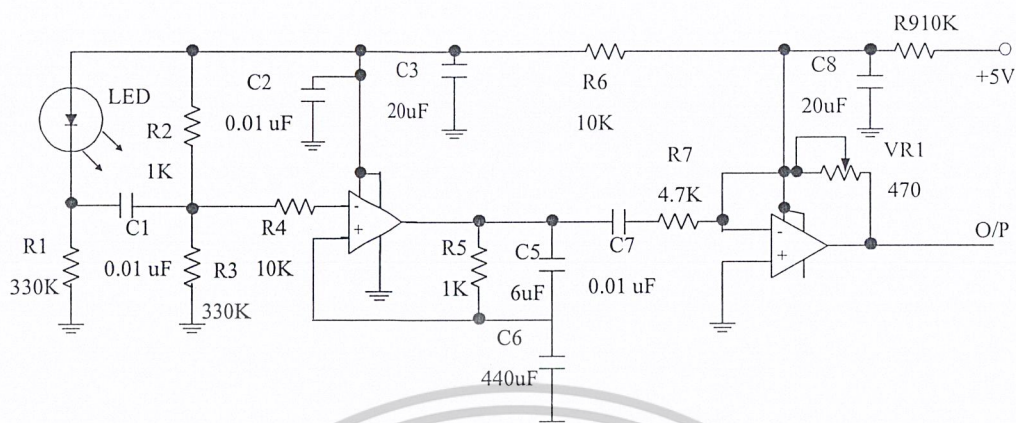 R910K
+5V
C8
20uF
C2
0.01 uF
C3
20uF
R6
10K
LED
R2
1K
R7
4.7K
VR1
470
R1
330K
C1
0.01 uF
R3
330K
R4
10K
-
+
R5
1K
C5
6uF
C7
0.01 uF
-
+
O/P
C6
440uF